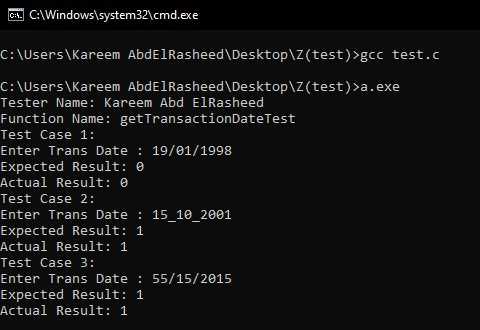 C:\Windows\system32\cmd.exe
C:\Users\Kareem AbdElRasheed\Desktop\Z(test)>gcc test.c
C:\Users\Kareem AbdElRasheed\Desktop\Z(test)>a.exe
Tester Name: Kareem Abd ElRasheed
Function Name: getTransactionDateTest
Test Case 1:
Enter Trans Date : 19/01/1998
Expected Result: 0
Actual Result: 0
Test Case 2:
Enter Trans Date : 15_10_2001
Expected Result: 1
Actual Result: 1
Test Case 3:
Enter Trans Date : 55/15/2015
Expected Result: 1
Actual Result: 1